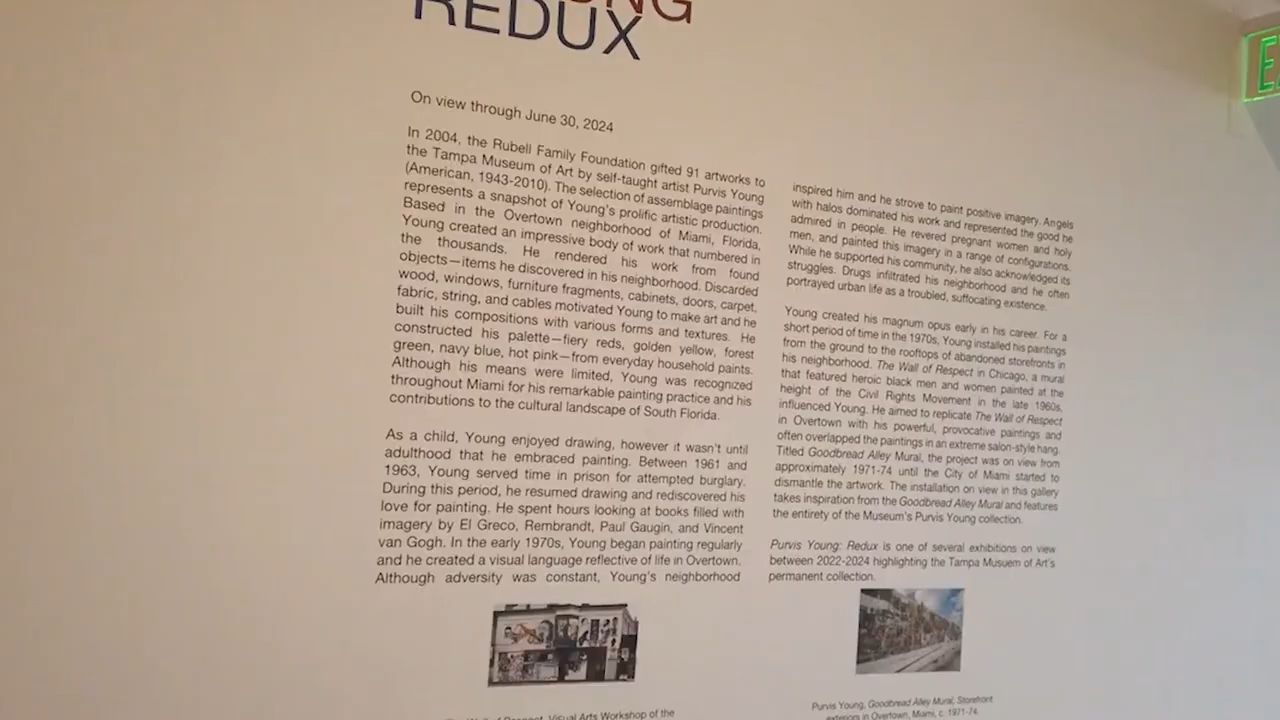 REDUX
On view through June 30, 2024
In 2004, the Rubell Family Foundation gifted 91 artworks to
the Tampa Museum of Art by self-taught artist Purvis Young
(American, 1943-2010). The selection of assemblage paintings
represents a snapshot of Young's prolific artistic production.
Based in the Overtown neighborhood of Miami, Florida,
Young created an impressive body of work that numbered in
the thousands. He rendered his work from found
objects—items he discovered in his neighborhood. Discarded
wood, windows, furniture fragments, cabinets, doors, carpet,
fabric, string, and cables motivated Young to make art and he
built his compositions with various forms and textures. He
constructed his palette—fiery reds, golden yellow, forest
green, navy blue, hot pink—from everyday household paints.
Although his means were limited, Young was recognized
throughout Miami for his remarkable painting practice and his
contributions to the cultural landscape of South Florida.
As a child, Young enjoyed drawing, however it wasn't until
adulthood that he embraced painting. Between 1961 and
1963, Young served time in prison for attempted burglary.
During this period, he resumed drawing and rediscovered his
love for painting. He spent hours looking at books filled with
imagery by El Greco, Rembrandt, Paul Gaugin, and Vincent
van Gogh. In the early 1970s, Young began painting regularly
and he created a visual language reflective of life in Overtown.
Although adversity was constant, Young's neighborhood
inspired him and he strove to paint positive imagery. Angels
with halos dominated his work and represented the good he
admired in people. He revered pregnant women and holy
men, and painted this imagery in a range of configurations.
While he supported his community, he also acknowledged its
struggles. Drugs infiltrated his neighborhood and he often
portrayed urban life as a troubled, suffocating existence.
Young created his magnum opus early in his career. For a
short period of time in the 1970s, Young installed his paintings
from the ground to the rooftops of abandoned storefronts in
his neighborhood. The Wall of Respect in Chicago, a mural
that featured heroic black men and women painted at the
height of the Civil Rights Movement in the late 1960s,
influenced Young. He aimed to replicate The Wall of Respect
in Overtown with his powerful, provocative paintings and
often overlapped the paintings in an extreme salon-style hang.
Titled Goodbread Alley Mural, the project was on view from
approximately 1971-74 until the City of Miami started to
dismantle the artwork. The installation on view in this gallery
takes inspiration from the Goodbread Alley Mural and features
the entirety of the Museum's Purvis Young collection.
Purvis Young: Redux is one of several exhibitions on view
between 2022-2024 highlighting the Tampa Musuem of Art's
permanent collection.
Visual Arts Workshop of the
Purvis Young, Goodbread Alley Mural, Storefront
exteriors in Overtown, Miami, c. 1971-74.